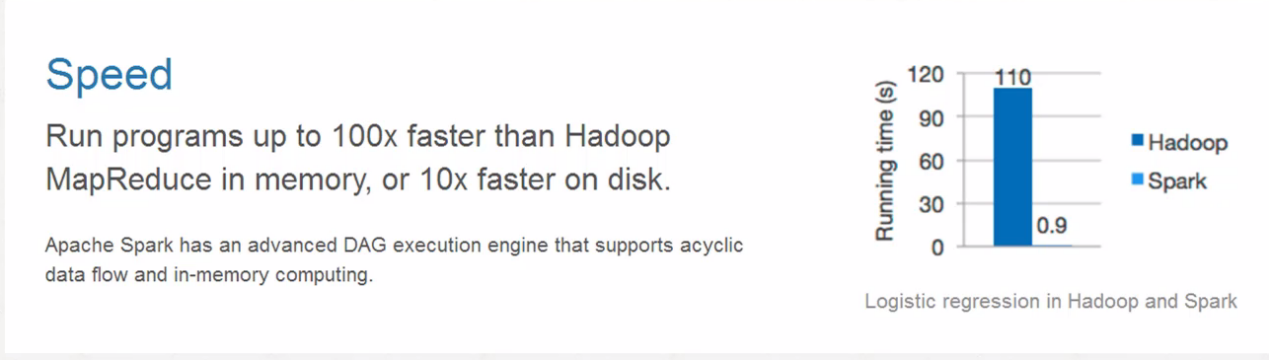 Speed
Run programs up to 100x faster than Hadoop
MapReduce in memory, or 10x faster on disk.
Apache Spark has an advanced DAG execution engine that supports acyclic
data flow and in-memory computing.
Running time (s)
120
90
60
30
0
110
0.9
Hadoop
Spark
Logistic regression in Hadoop and Spark